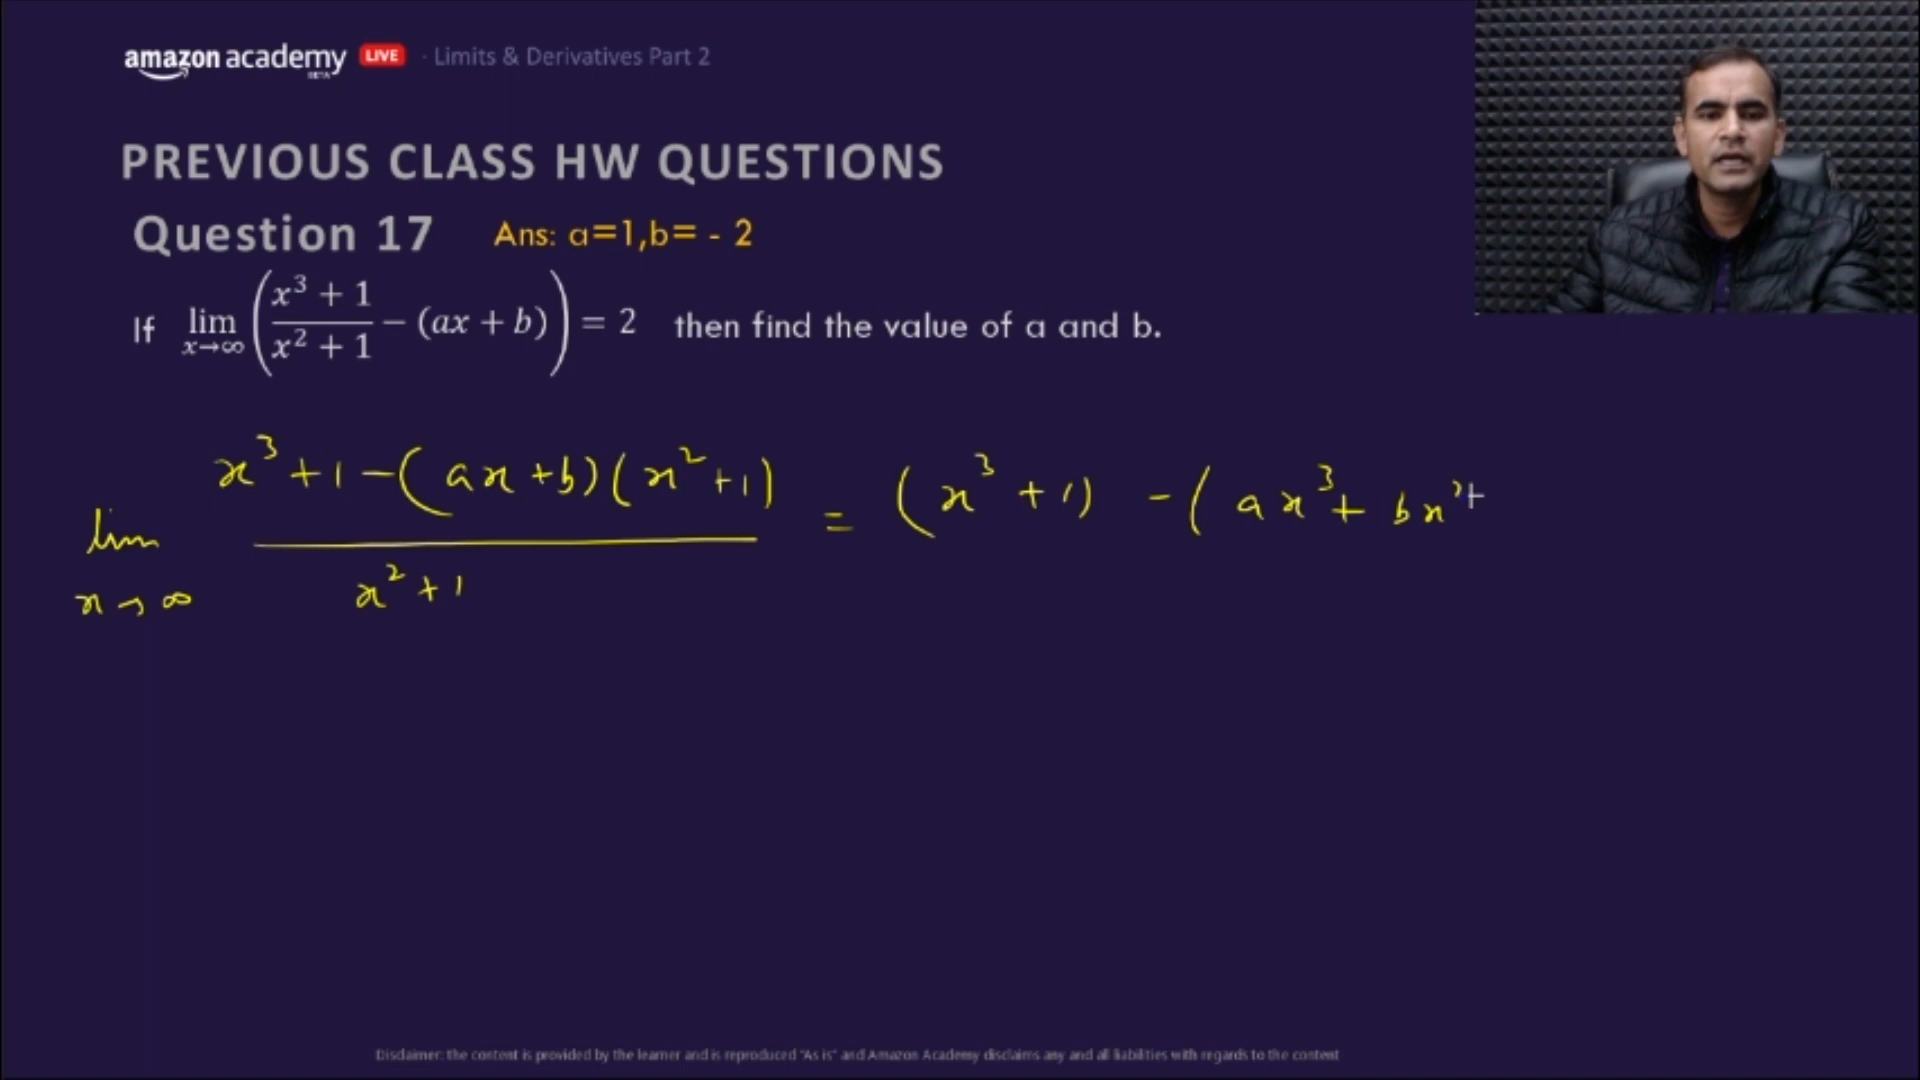 amazon academy LIVE · Limits & Derivatives Part 2
BETA
PREVIOUS CLASS HW QUESTIONS
Question 17 Ans: a=1,b= - 2
If lim x→∞ ( (x³ + 1)/(x² + 1) − (ax + b) ) = 2 then find the value of a and b.
x³ + 1 − (ax + b)(x² + 1) = (x³ + 1) − (ax³ + bx² +
lim
x → ∞ x² + 1
Disclaimer: the content is provided by the learner and is reproduced "As is" and Amazon Academy disclaims any and all liabilities with regards to the content